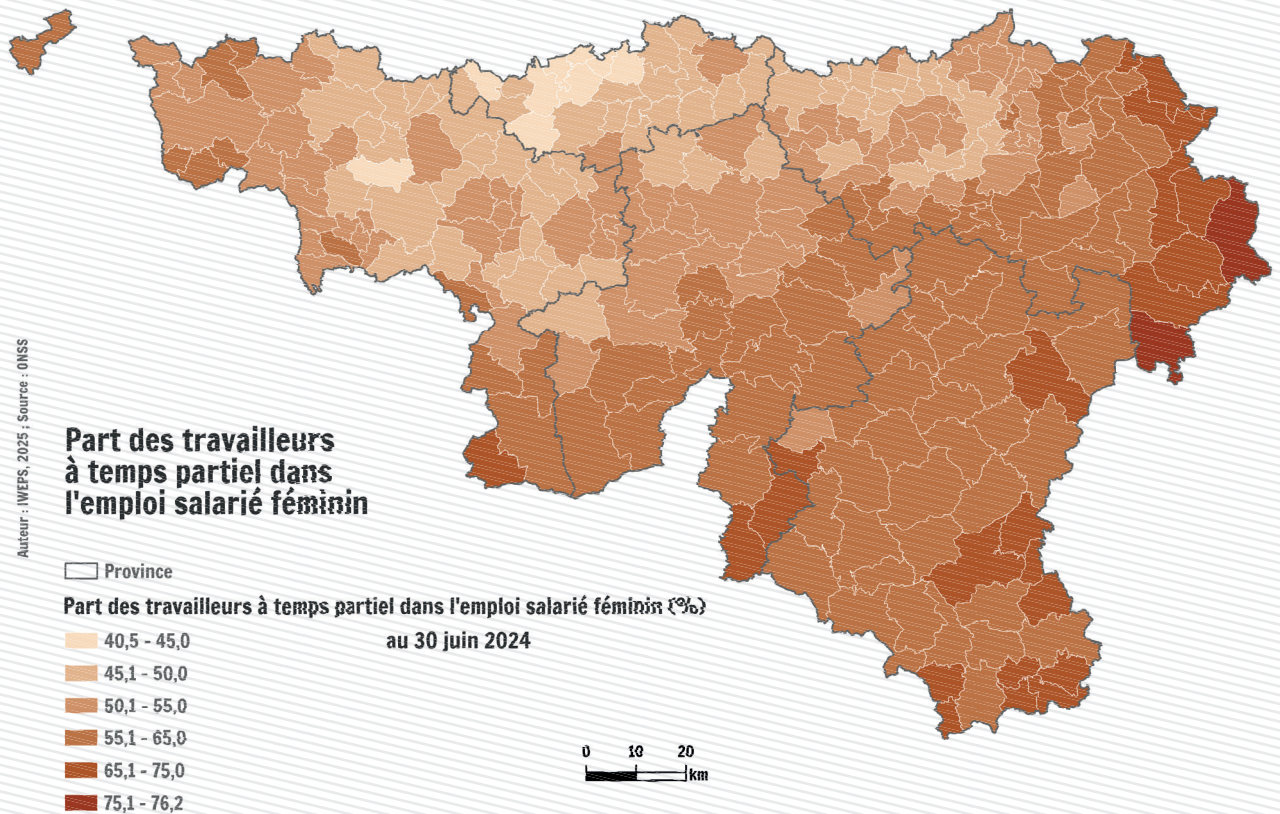 Part des travailleurs
à temps partiel dans
l'emploi salarié féminin
Auteur : IWEPS, 2025 ; Source : ONSS
Province
Part des travailleurs à temps partiel dans l'emploi salarié féminin (%)
au 30 juin 2024
40,5 - 45,0
45,1 - 50,0
50,1 - 55,0
55,1 - 65,0
65,1 - 75,0
75,1 - 76,2
0 10 20
km